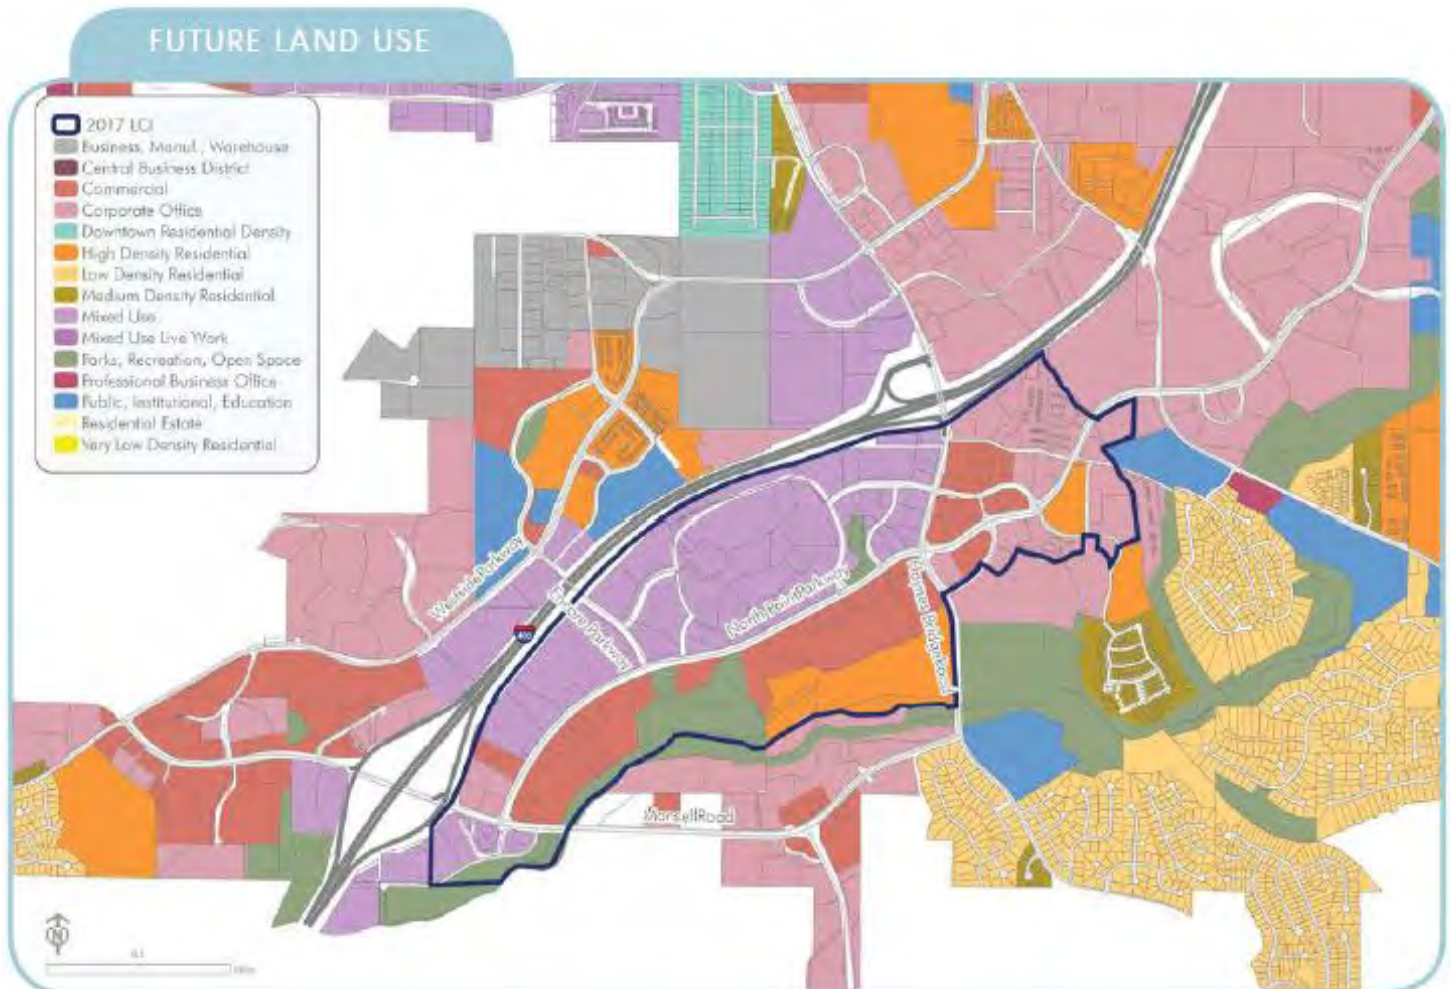 FUTURE LAND USE
2017 LCI
Business, Manuf., Warehouse
Central Business District
Commercial
Corporate Office
Downtown Residential Density
High Density Residential
Low Density Residential
Medium Density Residential
Mixed Use
Mixed Use Live Work
Parks, Recreation, Open Space
Professional Business Office
Public, Institutional, Education
Residential Estate
Very Low Density Residential
Westside Parkway
400
Parkway
North Point Parkway
Haynes Bridge Road
Mansell Road
N